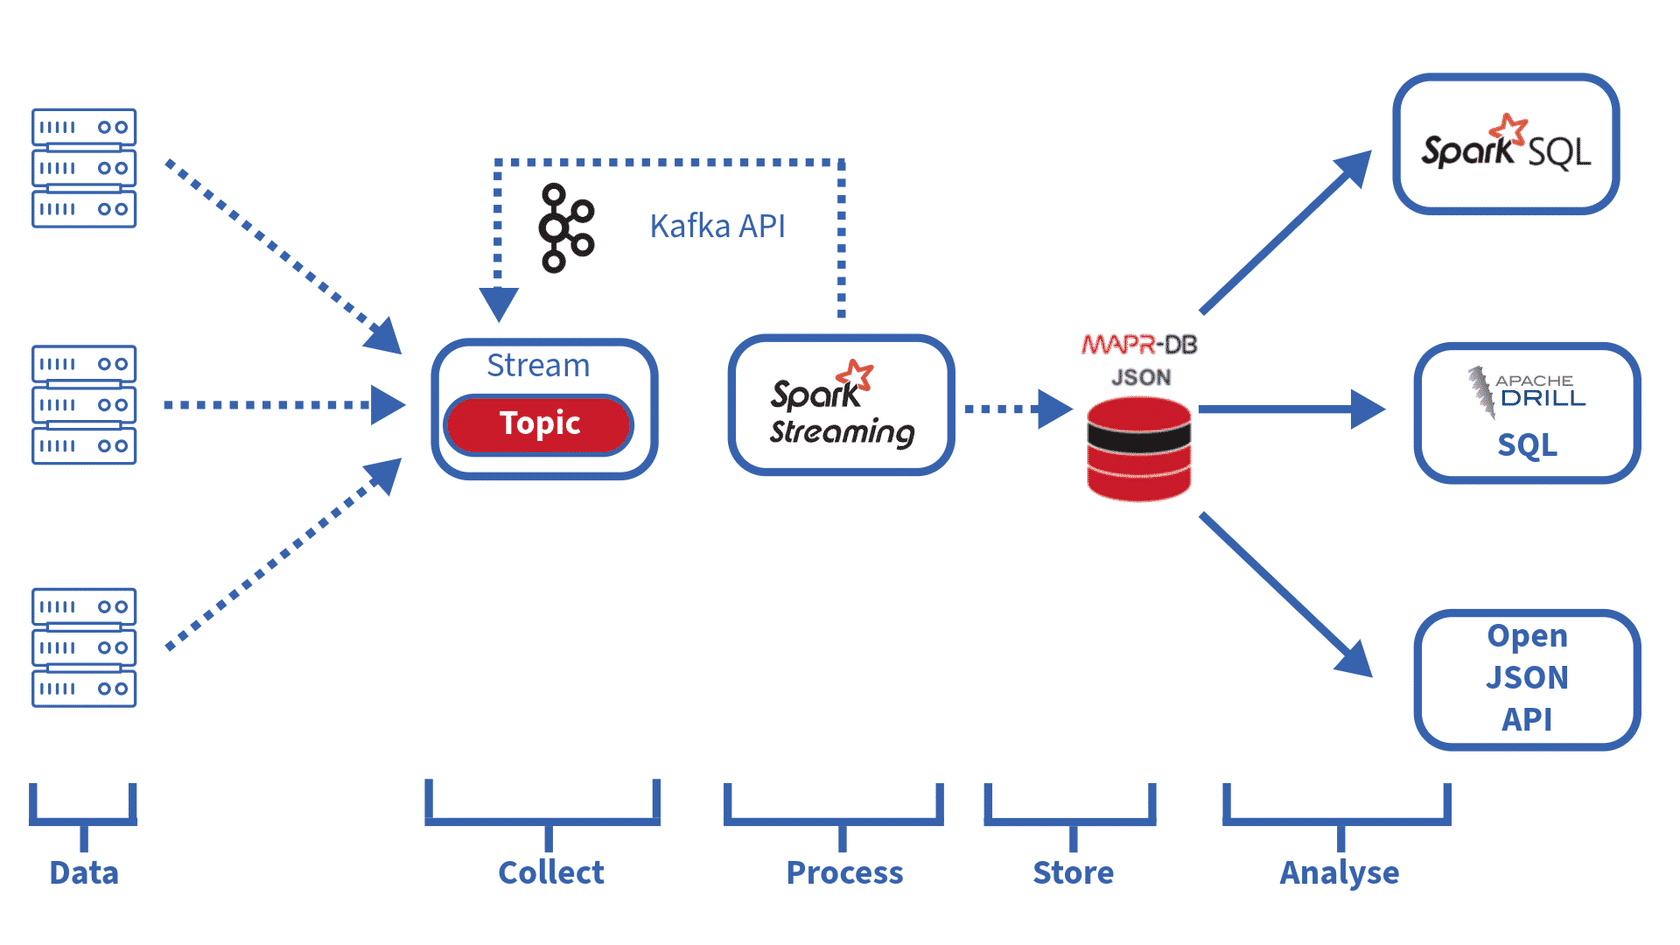 Spark SQL
Kafka API
MAPR-DB
JSON
Stream
Topic
Spark
Streaming
APACHE
DRILL
SQL
Open
JSON
API
Data
Collect
Process
Store
Analyse